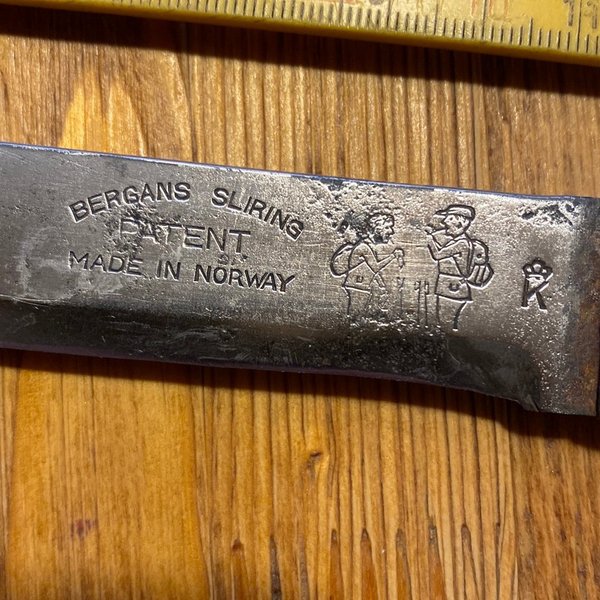 BERGANS SLIRING
PATENT
MADE IN NORWAY
K